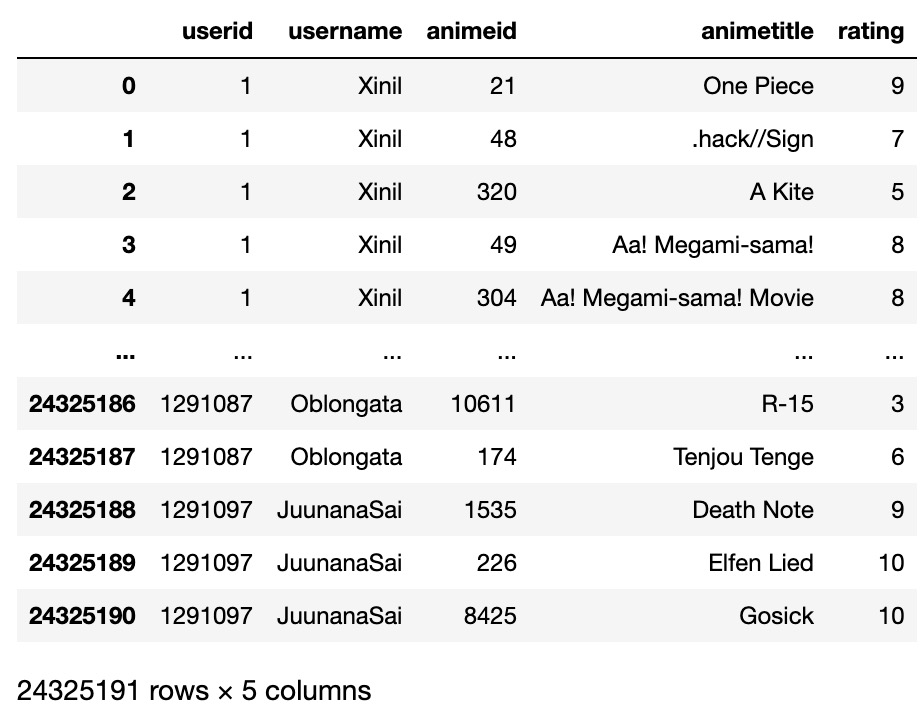 userid username animeid animetitle rating
0 1 Xinil 21 One Piece 9
1 1 Xinil 48 .hack//Sign 7
2 1 Xinil 320 A Kite 5
3 1 Xinil 49 Aa! Megami-sama! 8
4 1 Xinil 304 Aa! Megami-sama! Movie 8
... ... ... ... ... ...
24325186 1291087 Oblongata 10611 R-15 3
24325187 1291087 Oblongata 174 Tenjou Tenge 6
24325188 1291097 JuunanaSai 1535 Death Note 9
24325189 1291097 JuunanaSai 226 Elfen Lied 10
24325190 1291097 JuunanaSai 8425 Gosick 10
24325191 rows × 5 columns